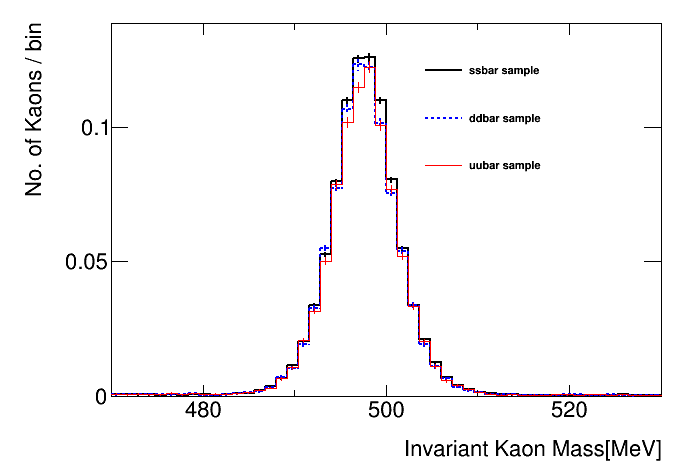 No. of Kaons / bin
0.1
0.05
0
ssbar sample
ddbar sample
uubar sample
480
500
520
Invariant Kaon Mass[MeV]